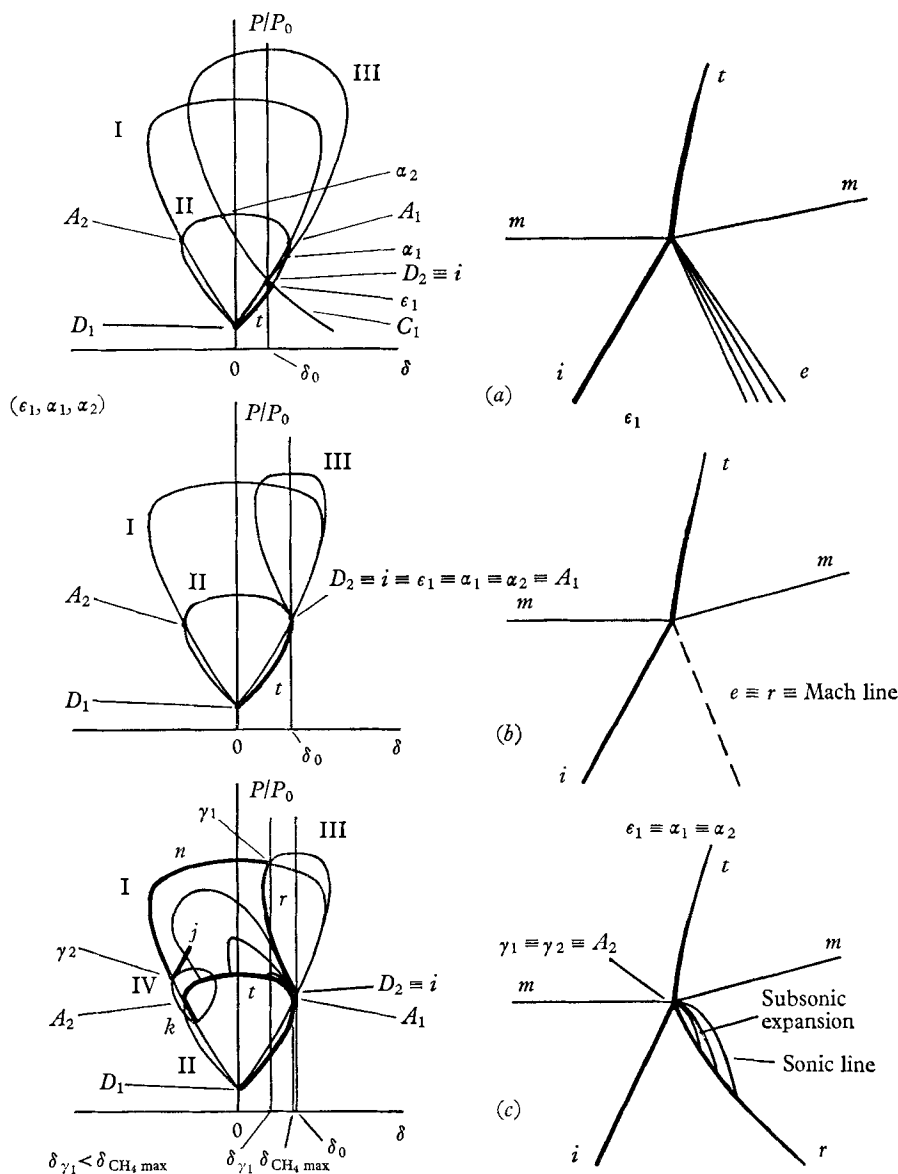 P/P₀
III
t
I
α₂
m
II
A₂
A₁
m
α₁
D₂ ≡ i
ϵ₁
D₁
t
C₁
0
δ₀
δ
i
e
(ϵ₁, α₁, α₂)
(a)
ϵ₁
P/P₀
t
III
I
II
m
D₂ ≡ i ≡ ϵ₁ ≡ α₁ ≡ α₂ ≡ A₁
A₂
m
t
e ≡ r ≡ Mach line
D₁
0
δ₀
δ
(b)
i
P/P₀
γ₁
ϵ₁ ≡ α₁ ≡ α₂
III
n
t
I
r
j
γ₁ ≡ γ₂ ≡ A₂
m
γ₂
IV
t
D₂ ≡ i
m
Subsonic
expansion
A₂
A₁
k
Sonic line
II
D₁
0
δ
(c)
δγ₁ < δCH₄ max
δγ₁
δCH₄ max
δ₀
i
r